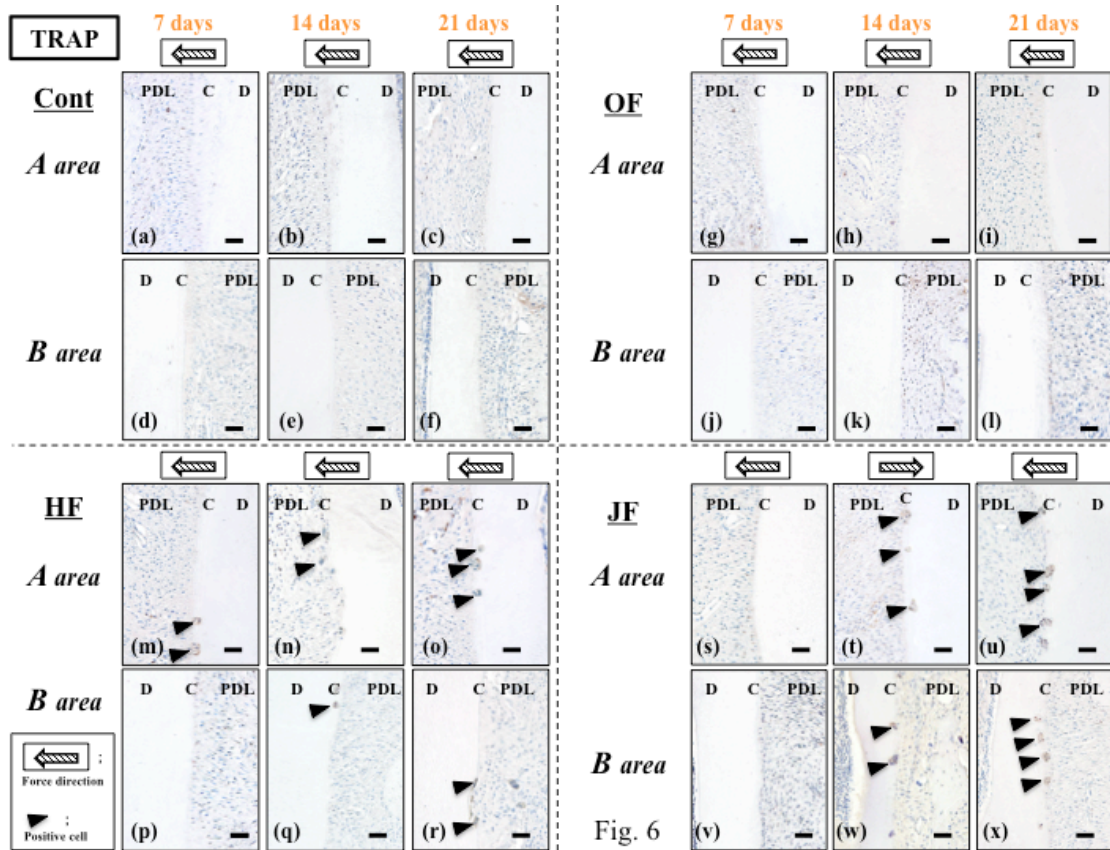 TRAP
7 days 14 days 21 days
Cont
A area
PDL C D
(a)
PDL C D
(b)
PDL C D
(c)
B area
D C PDL
(d)
D C PDL
(e)
D C PDL
(f)
7 days 14 days 21 days
OF
A area
PDL C D
(g)
PDL C D
(h)
PDL C D
(i)
B area
D C PDL
(j)
D C PDL
(k)
D C PDL
(l)
HF
A area
PDL C D
(m)
PDL C D
(n)
PDL C D
(o)
B area
D C PDL
(p)
D C PDL
(q)
D C PDL
(r)
;
Force direction
;
Positive cell
JF
A area
PDL C D
(s)
C
PDL D
(t)
PDL C D
(u)
B area
D C PDL
(v)
D C PDL
(w)
D C PDL
(x)
Fig. 6